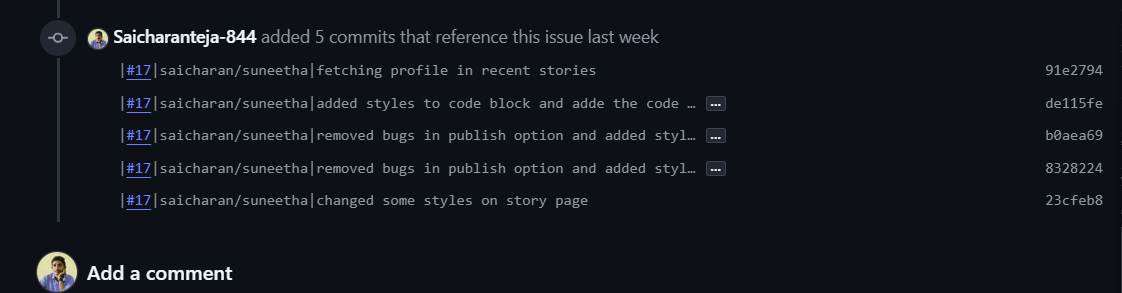 Saicharanteja-844 added 5 commits that reference this issue last week
|#17|saicharan/suneetha|fetching profile in recent stories 91e2794
|#17|saicharan/suneetha|added styles to code block and adde the code … ... de115fe
|#17|saicharan/suneetha|removed bugs in publish option and added styl… ... b0aea69
|#17|saicharan/suneetha|removed bugs in publish option and added styl… ... 8328224
|#17|saicharan/suneetha|changed some styles on story page 23cfeb8
Add a comment